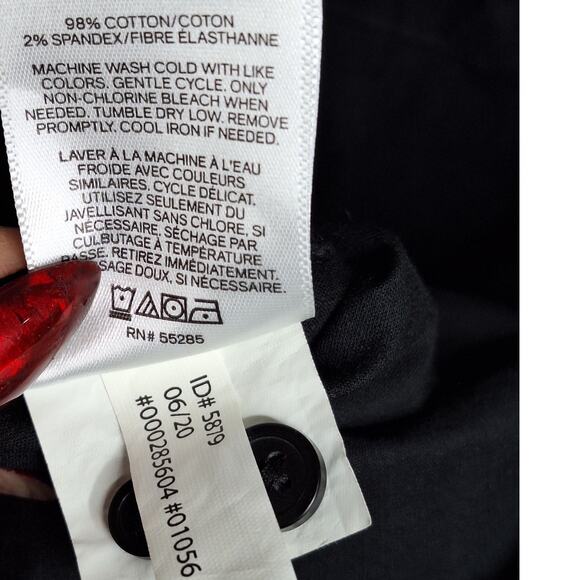 98% COTTON/COTON
2% SPANDEX/FIBRE ÉLASTHANNE
MACHINE WASH COLD WITH LIKE
COLORS. GENTLE CYCLE. ONLY
NON-CHLORINE BLEACH WHEN
NEEDED. TUMBLE DRY LOW. REMOVE
PROMPTLY. COOL IRON IF NEEDED.
LAVER À LA MACHINE À L'EAU
FROIDE AVEC COULEURS
SIMILAIRES. CYCLE DÉLICAT.
UTILISEZ SEULEMENT DU
JAVELLISANT SANS CHLORE, SI
NÉCESSAIRE. SÉCHAGE PAR
CULBUTAGE À TEMPÉRATURE
BASSE. RETIREZ IMMÉDIATEMENT.
SAGE DOUX, SI NÉCESSAIRE.
RN# 55285
ID# 5879
06/20
#000285604 #01056